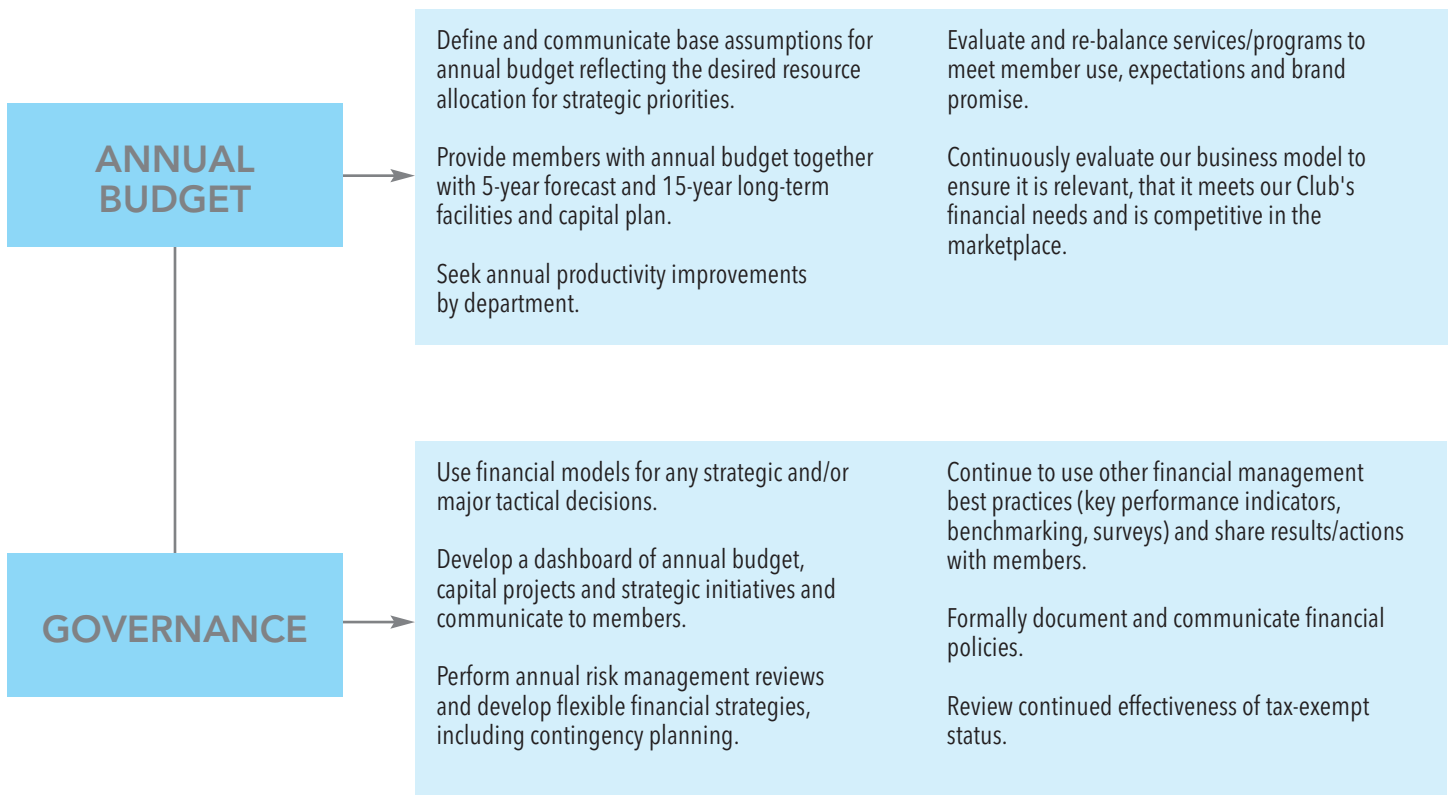 ANNUAL
BUDGET
Define and communicate base assumptions for
annual budget reflecting the desired resource
allocation for strategic priorities.
Provide members with annual budget together
with 5-year forecast and 15-year long-term
facilities and capital plan.
Seek annual productivity improvements
by department.
Evaluate and re-balance services/programs to
meet member use, expectations and brand
promise.
Continuously evaluate our business model to
ensure it is relevant, that it meets our Club's
financial needs and is competitive in the
marketplace.
GOVERNANCE
Use financial models for any strategic and/or
major tactical decisions.
Develop a dashboard of annual budget,
capital projects and strategic initiatives and
communicate to members.
Perform annual risk management reviews
and develop flexible financial strategies,
including contingency planning.
Continue to use other financial management
best practices (key performance indicators,
benchmarking, surveys) and share results/actions
with members.
Formally document and communicate financial
policies.
Review continued effectiveness of tax-exempt
status.